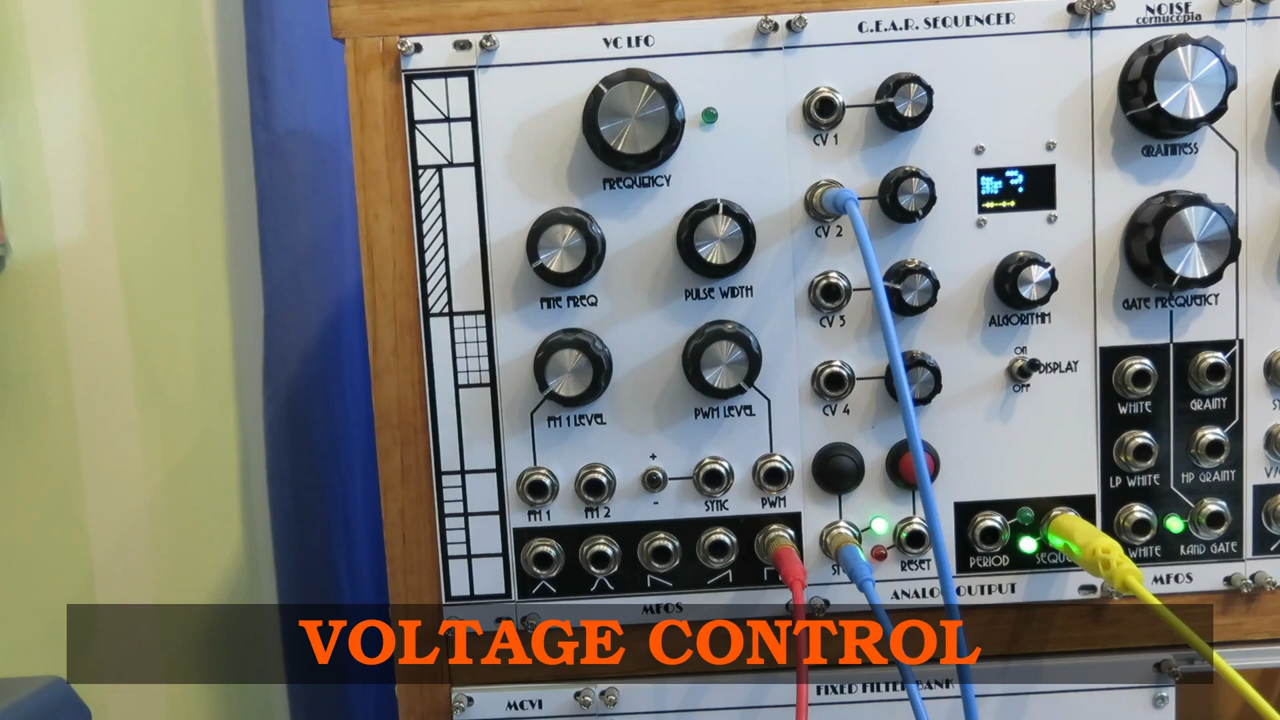 VC LFO
G.E.A.R. SEQUENCER
NOISE
cornucopia
FREQUENCY
FINE FREQ
PULSE WIDTH
FM 1 LEVEL
PWM LEVEL
FM 1
FM 2
+
-
SYNC
PWM
MFOS
CV 1
CV 2
CV 3
CV 4
ALGORITHM
ON
DISPLAY
OFF
RESET
PERIOD
ANALOG OUTPUT
GRAININESS
GATE FREQUENCY
WHITE
GRAINY
LP WHITE
HP GRAINY
WHITE
RAND GATE
MFOS
VOLTAGE CONTROL
MCVI
FIXED FILTER BANK